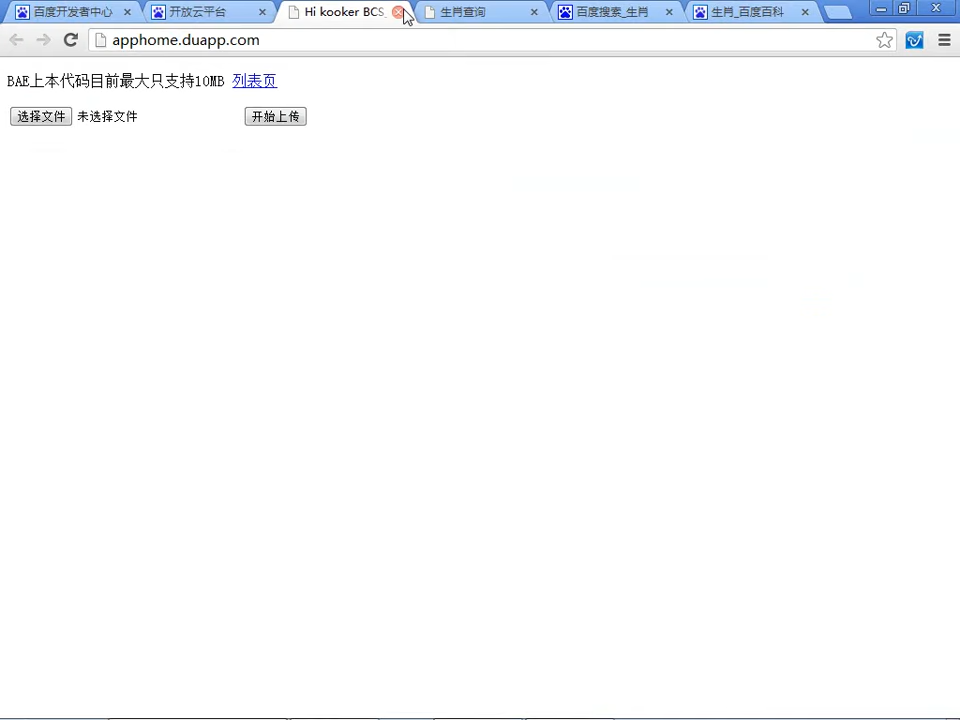 百度开发者中心
开放云平台
Hi kooker BCS
生肖查询
百度搜索_生肖
生肖_百度百科
apphome.duapp.com
BAE上本代码目前最大只支持10MB 列表页
选择文件 未选择文件 开始上传